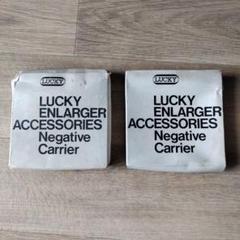 LUCKY
LUCKY
ENLARGER
ACCESSORIES
Negative
Carrier
LUCKY
LUCKY
ENLARGER
ACCESSORIES
Negative
Carrier